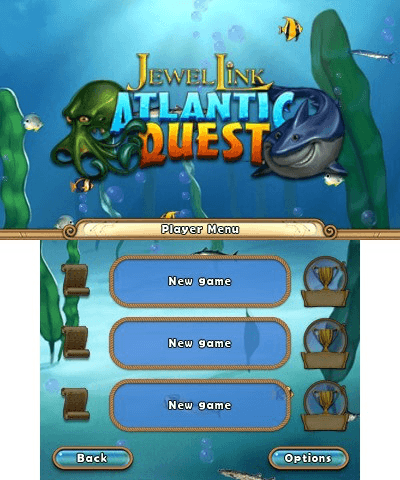 Jewel Link
Atlantic
Quest
Player Menu
New game
New game
New game
Back
Options